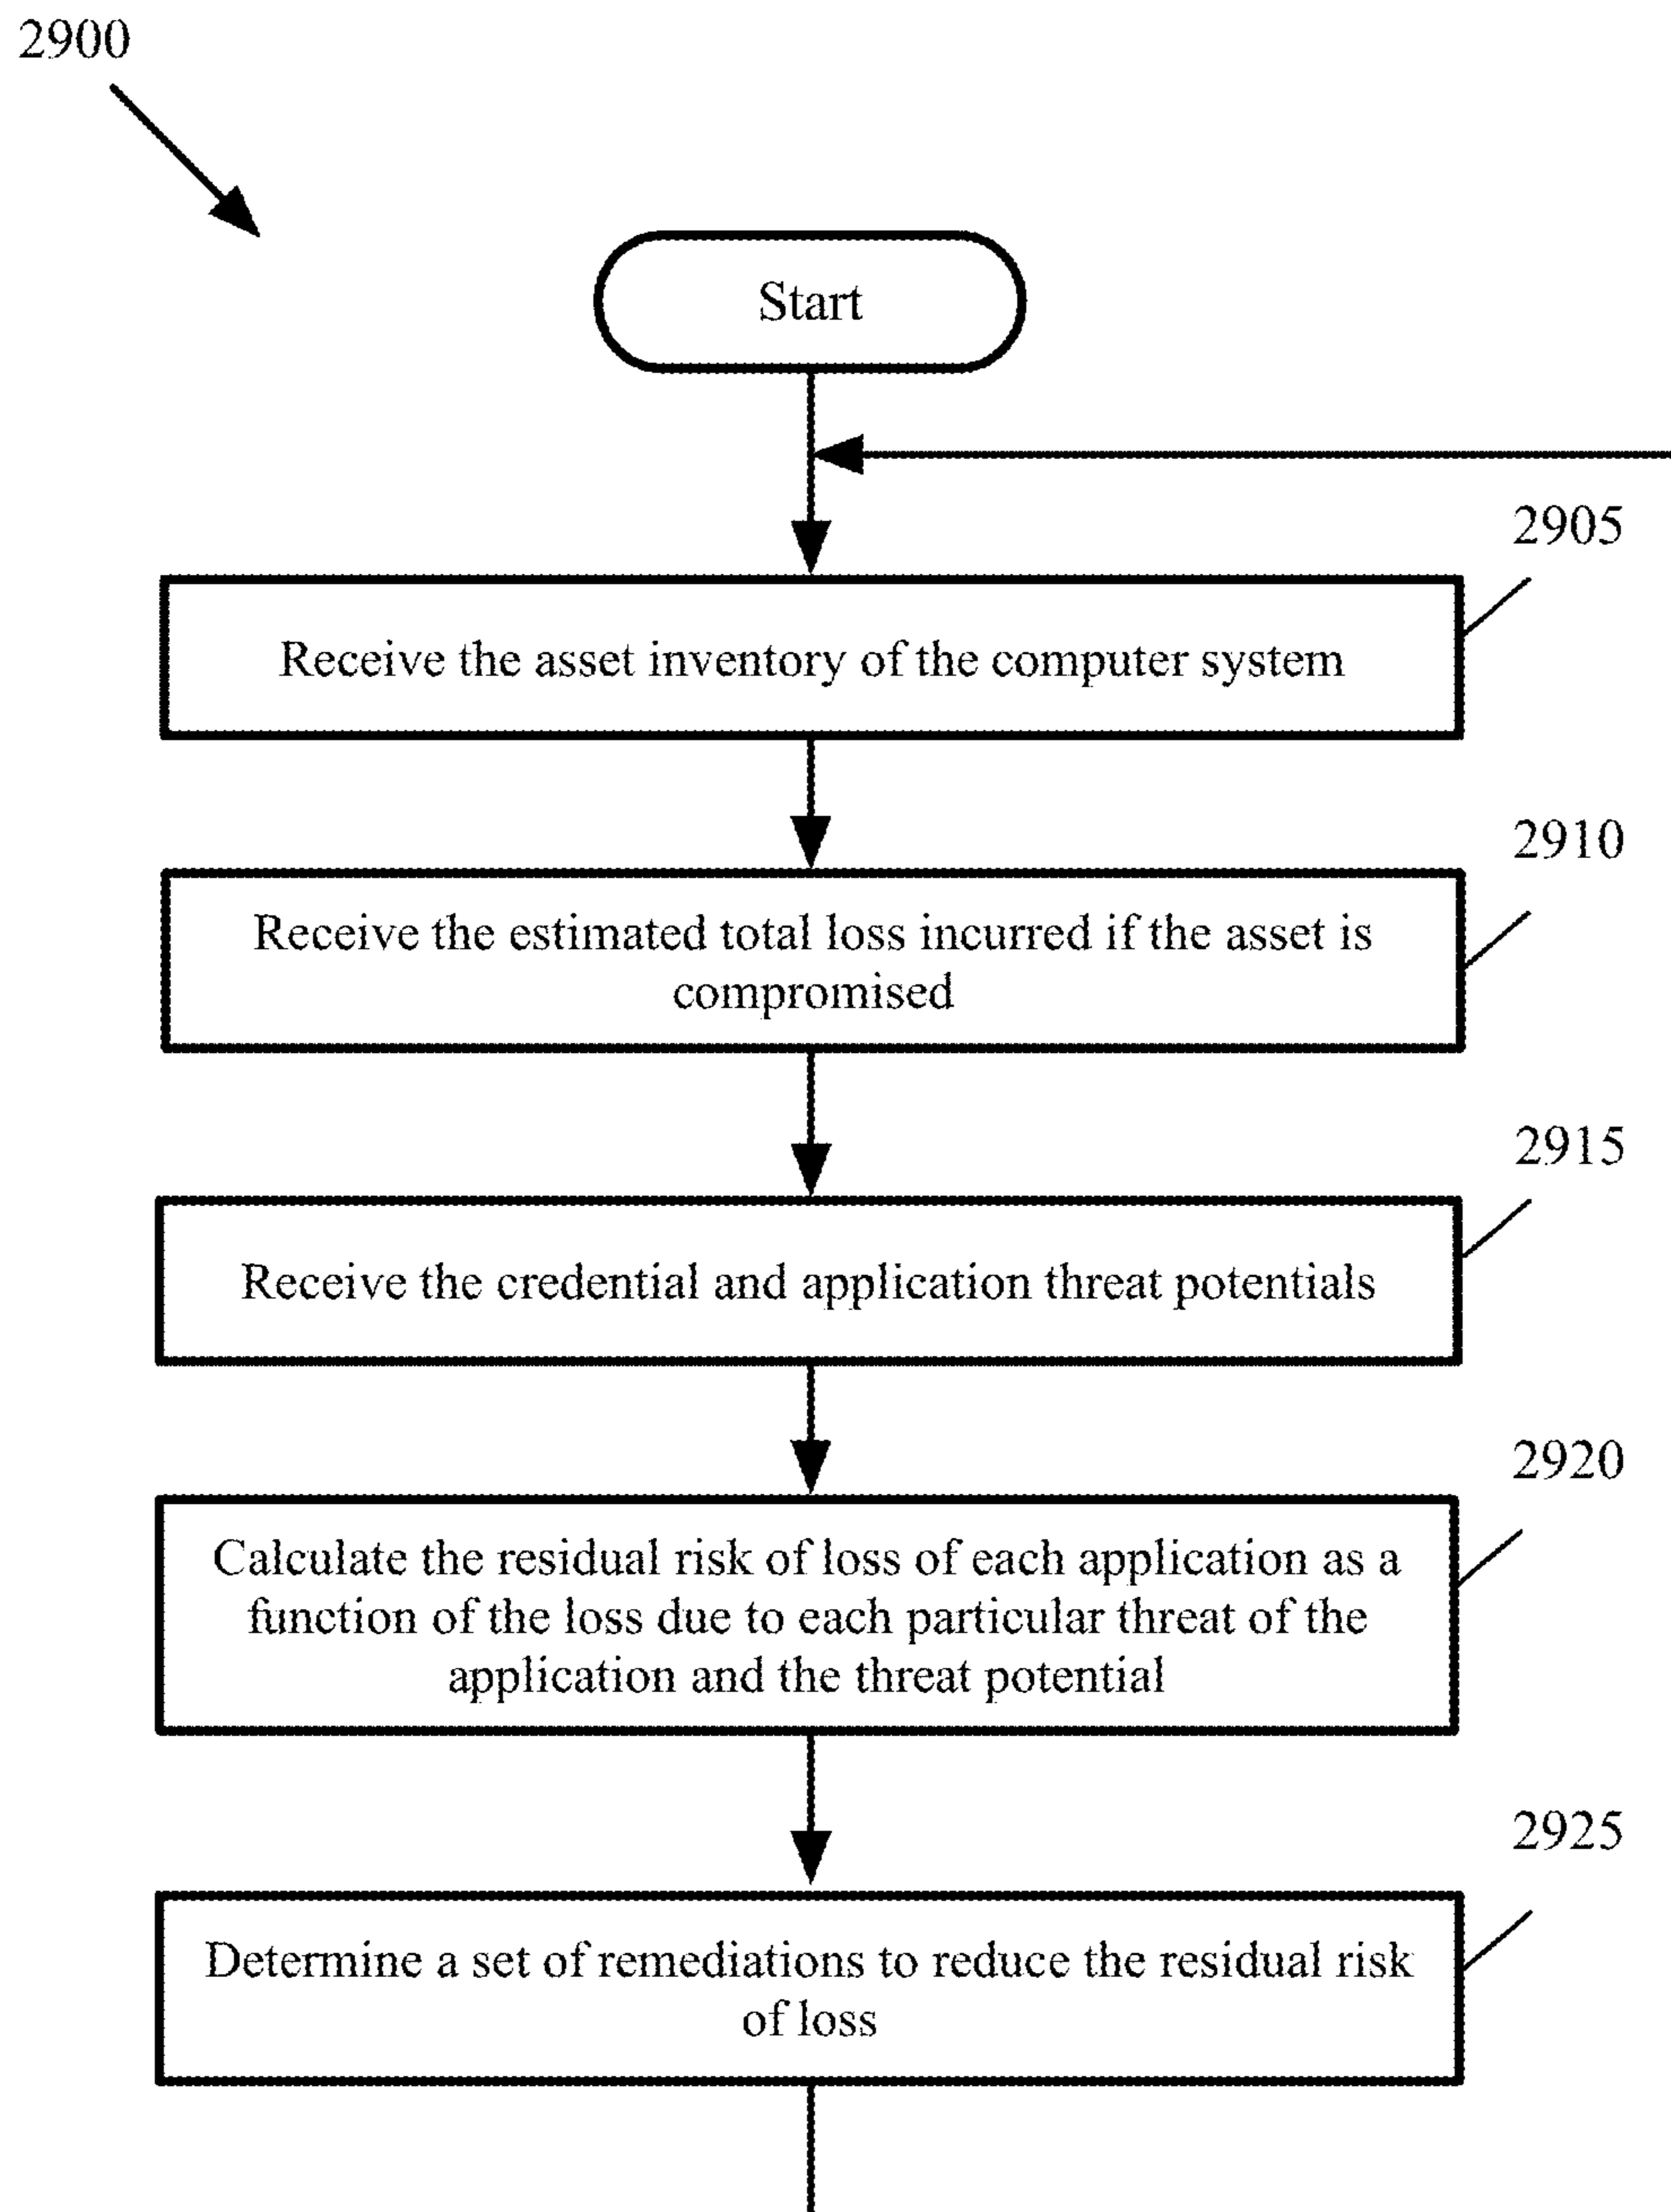 2900
Start
2905
Receive the asset inventory of the computer system
2910
Receive the estimated total loss incurred if the asset is
compromised
2915
Receive the credential and application threat potentials
2920
Calculate the residual risk of loss of each application as a
function of the loss due to each particular threat of the
application and the threat potential
2925
Determine a set of remediations to reduce the residual risk
of loss